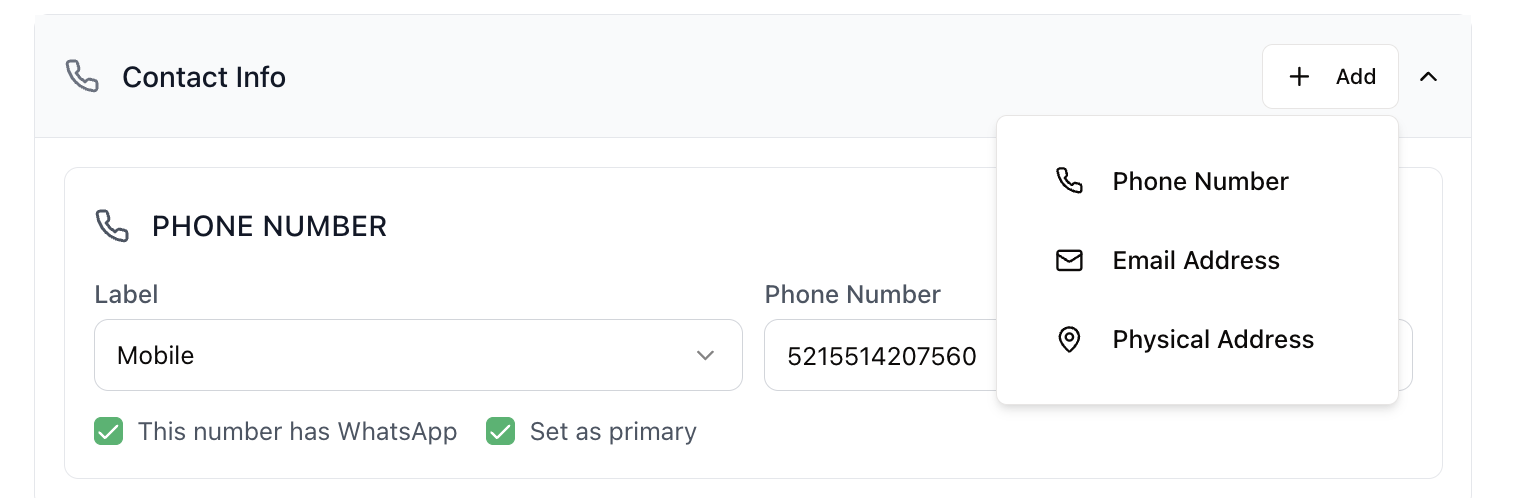 Contact Info
Add
Phone Number
Email Address
Physical Address
PHONE NUMBER
Label
Phone Number
Mobile
5215514207560
This number has WhatsApp
Set as primary